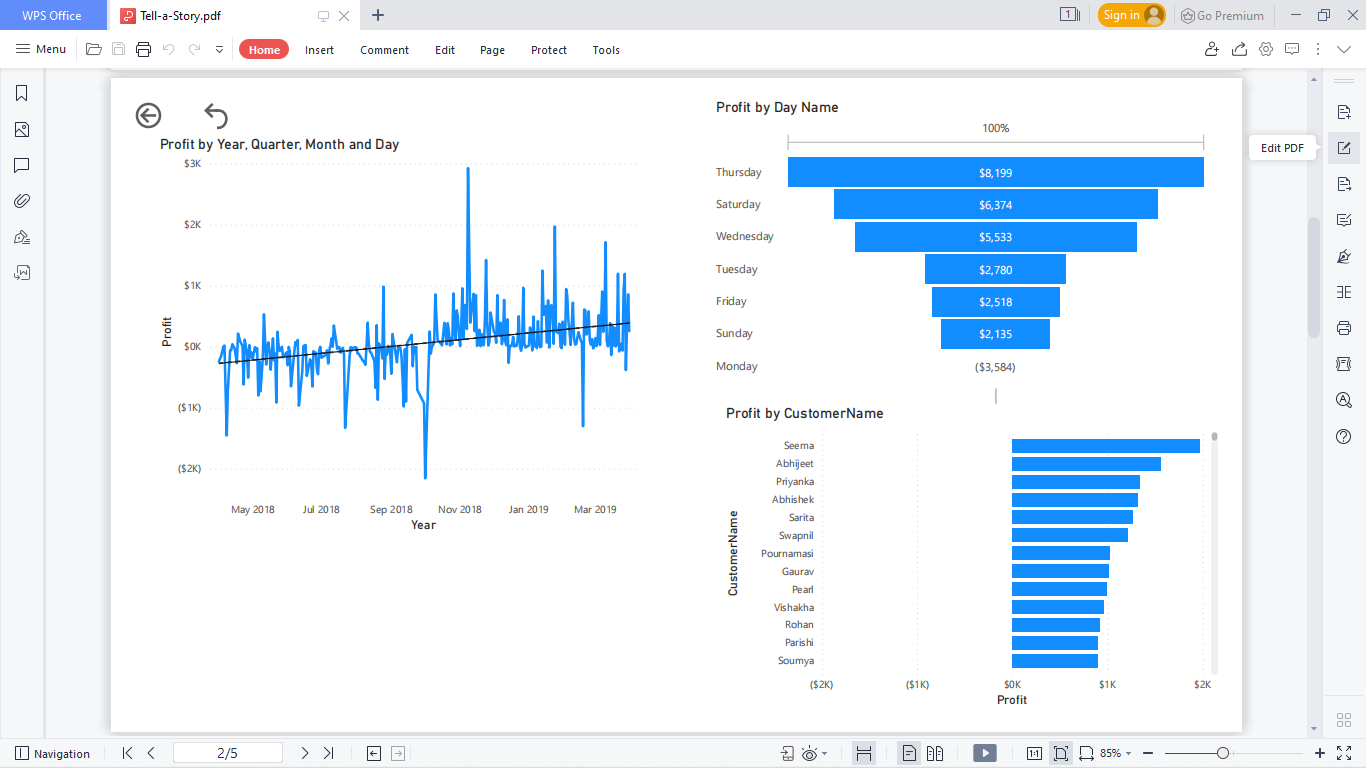 WPS Office
Tell-a-Story.pdf
1
Sign in
Go Premium
Menu
Home
Insert
Comment
Edit
Page
Protect
Tools
Edit PDF
Profit by Year, Quarter, Month and Day
$3K
$2K
$1K
$0K
($1K)
($2K)
Profit
May 2018
Jul 2018
Sep 2018
Nov 2018
Jan 2019
Mar 2019
Year
Profit by Day Name
100%
Thursday $8,199
Saturday $6,374
Wednesday $5,533
Tuesday $2,780
Friday $2,518
Sunday $2,135
Monday ($3,584)
Profit by CustomerName
CustomerName
Seema
Abhijeet
Priyanka
Abhishek
Sarita
Swapnil
Pournamasi
Gaurav
Pearl
Vishakha
Rohan
Parishi
Soumya
($2K)
($1K)
$0K
$1K
$2K
Profit
Navigation
2/5
1:1
85%